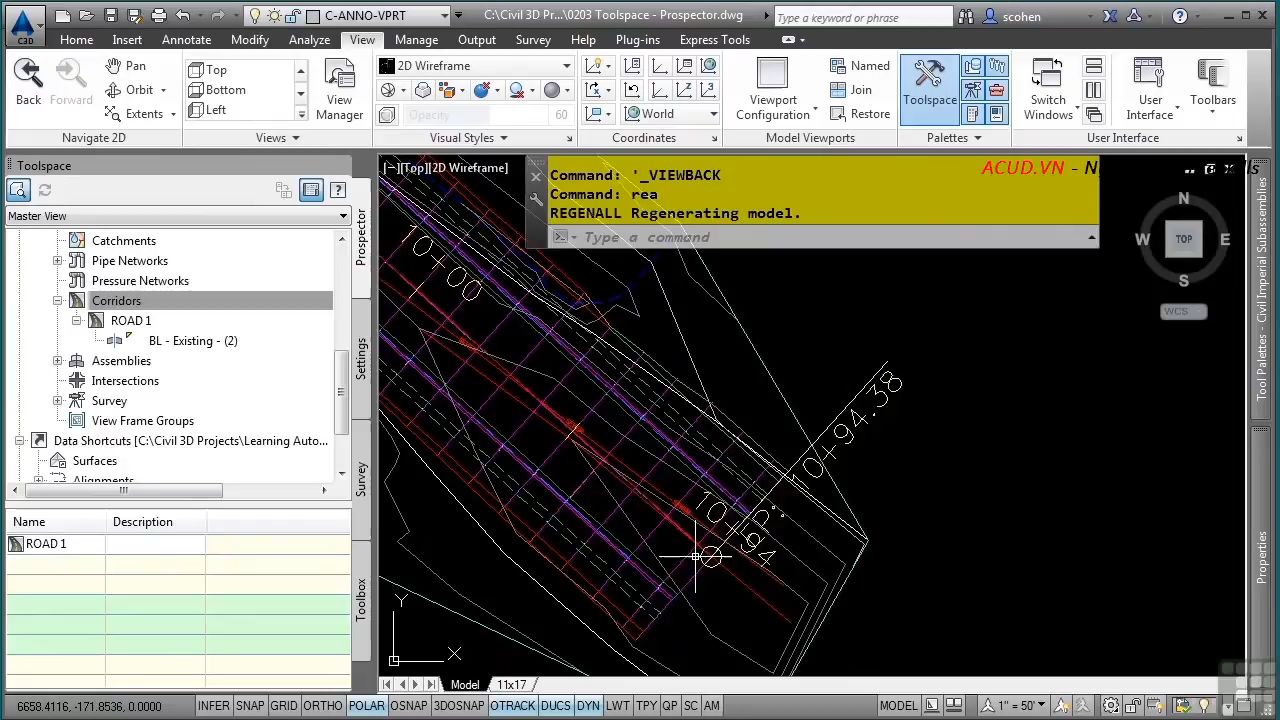 C-ANNO-VPRT
C:\Civil 3D Pr...\0203 Toolspace - Prospector.dwg
Type a keyword or phrase
scohen
C3D
Home Insert Annotate Modify View Manage Output Survey Help Plug-ins Express Tools
Back
Forward
Pan
Orbit
Extents
Navigate 2D
Top
Bottom
Left
View
Manager
Views
2D Wireframe
Opacity 60
Visual Styles
World
Coordinates
Viewport
Configuration
Named
Join
Restore
Model Viewports
Toolspace
Palettes
Switch
Windows
User
Interface
Toolbars
User Interface
Toolspace
Master View
Catchments
Pipe Networks
Pressure Networks
Corridors
ROAD 1
BL - Existing - (2)
Assemblies
Intersections
Survey
View Frame Groups
Data Shortcuts [C:\Civil 3D Projects\Learning Auto...
Surfaces
Alignments
Prospector
Settings
Survey
Toolbox
Name Description
ROAD 1
[−][Top][2D Wireframe]
Command: '_VIEWBACK
Command: rea
REGENALL Regenerating model.
Type a command
ACUD.VN - N
N
W TOP E
S
WCS
10+00
10+94.38
10+94
Y
X
Tool Palettes - Civil Imperial Subassemblies
Properties
Model 11x17
6658.4116, -171.8536, 0.0000
INFER SNAP GRID ORTHO POLAR OSNAP 3DOSNAP OTRACK DUCS DYN LWT TPY QP SC AM
MODEL
1" = 50'